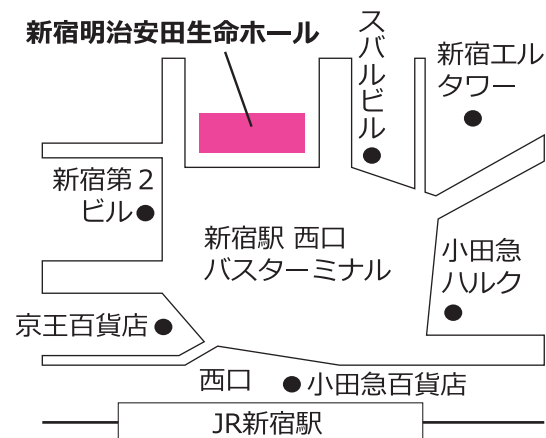 新宿明治安田生命ホール
スバルビル
新宿エル
タワー
新宿第２
ビル
新宿駅 西口
バスターミナル
小田急
ハルク
京王百貨店
西口
小田急百貨店
JR新宿駅